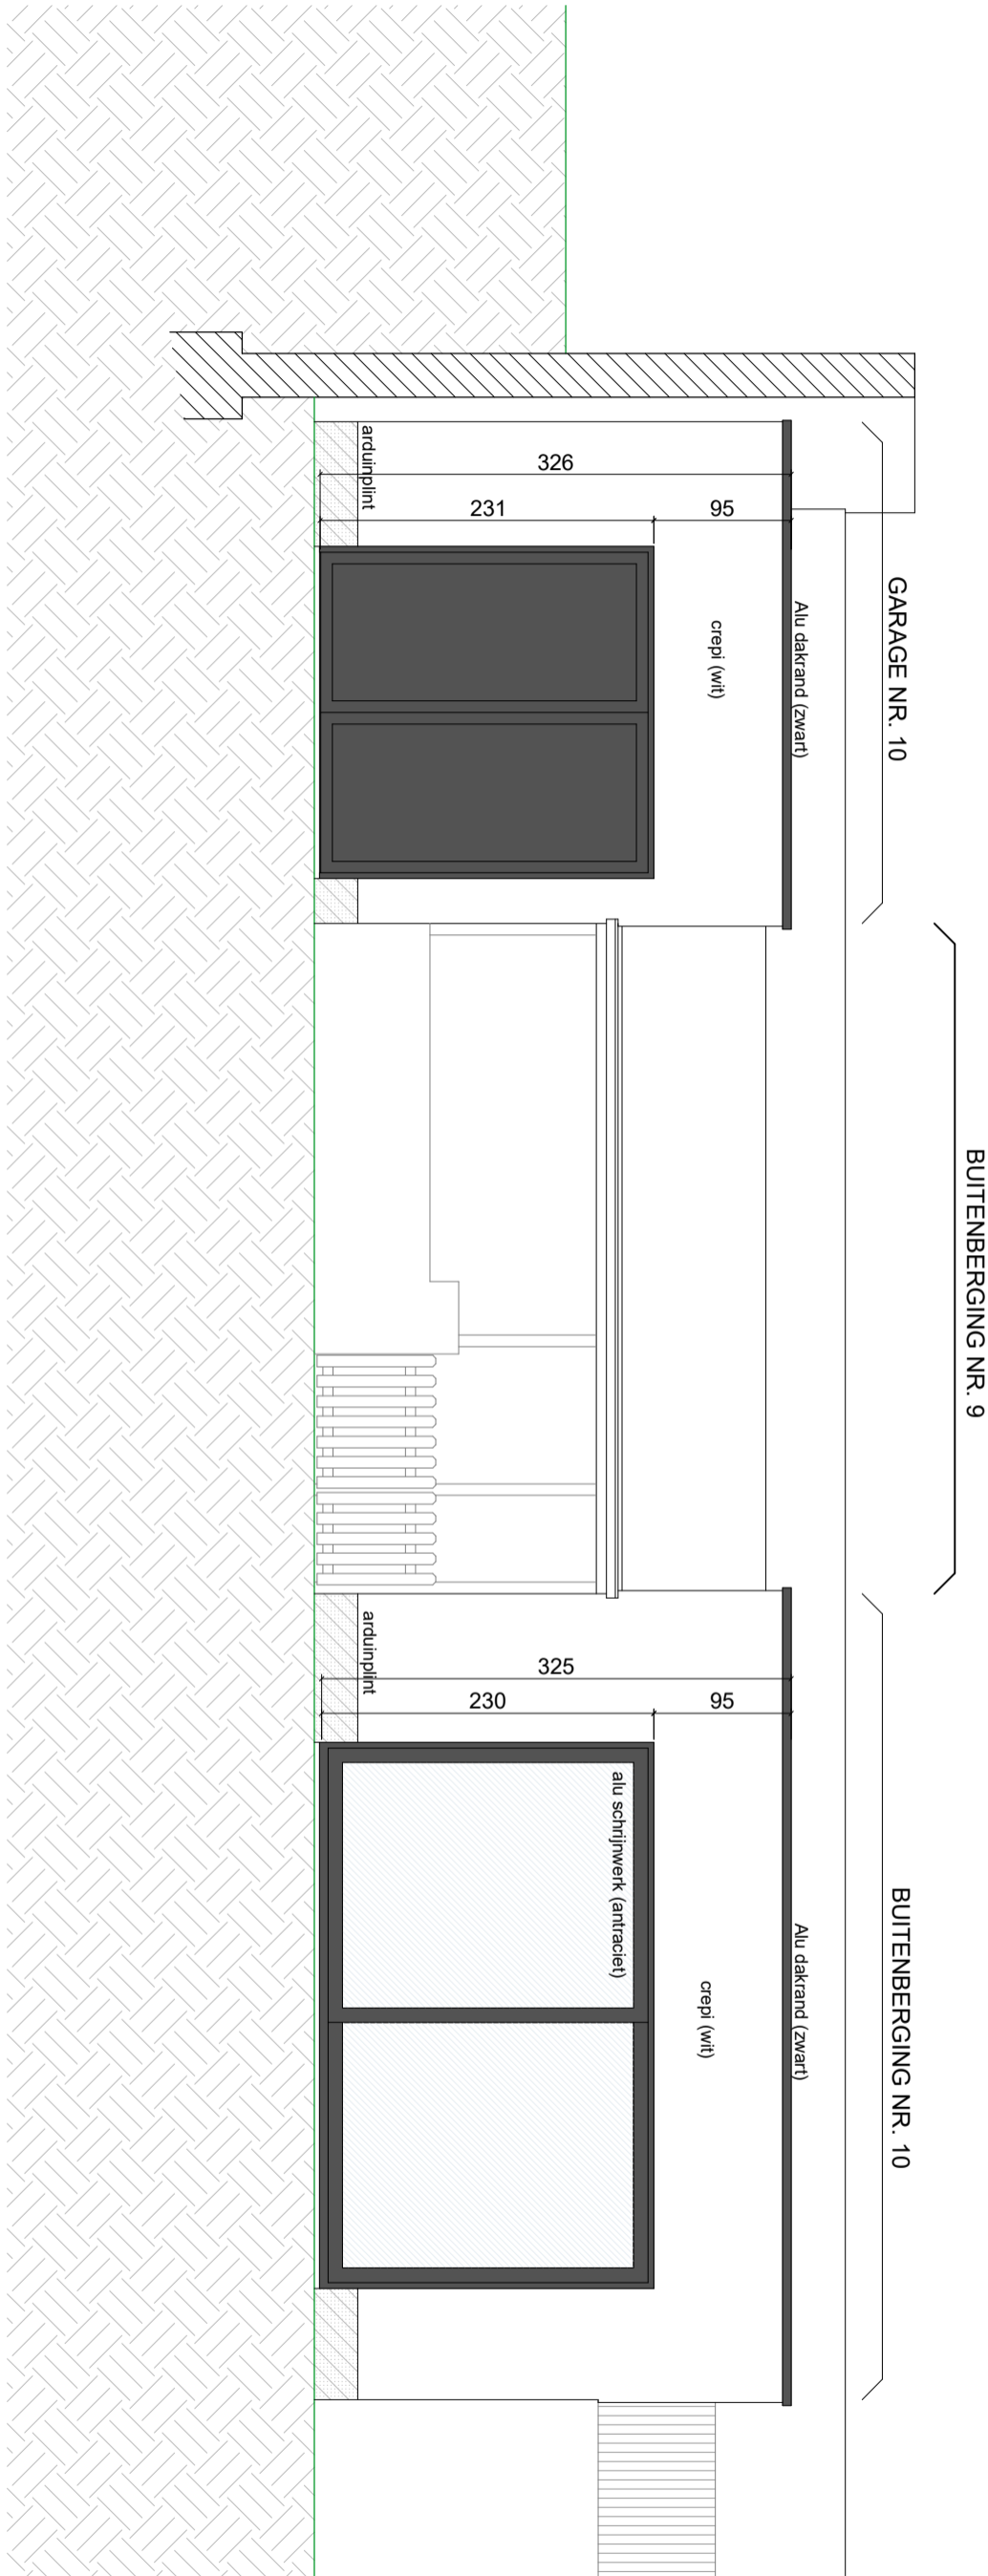 GARAGE NR. 10
BUITENBERGING NR. 9
BUITENBERGING NR. 10
Alu dakrand (zwart)
crepi (wit)
326
231
95
arduinplint
Alu dakrand (zwart)
crepi (wit)
alu schrijnwerk (antraciet)
325
230
95
arduinplint